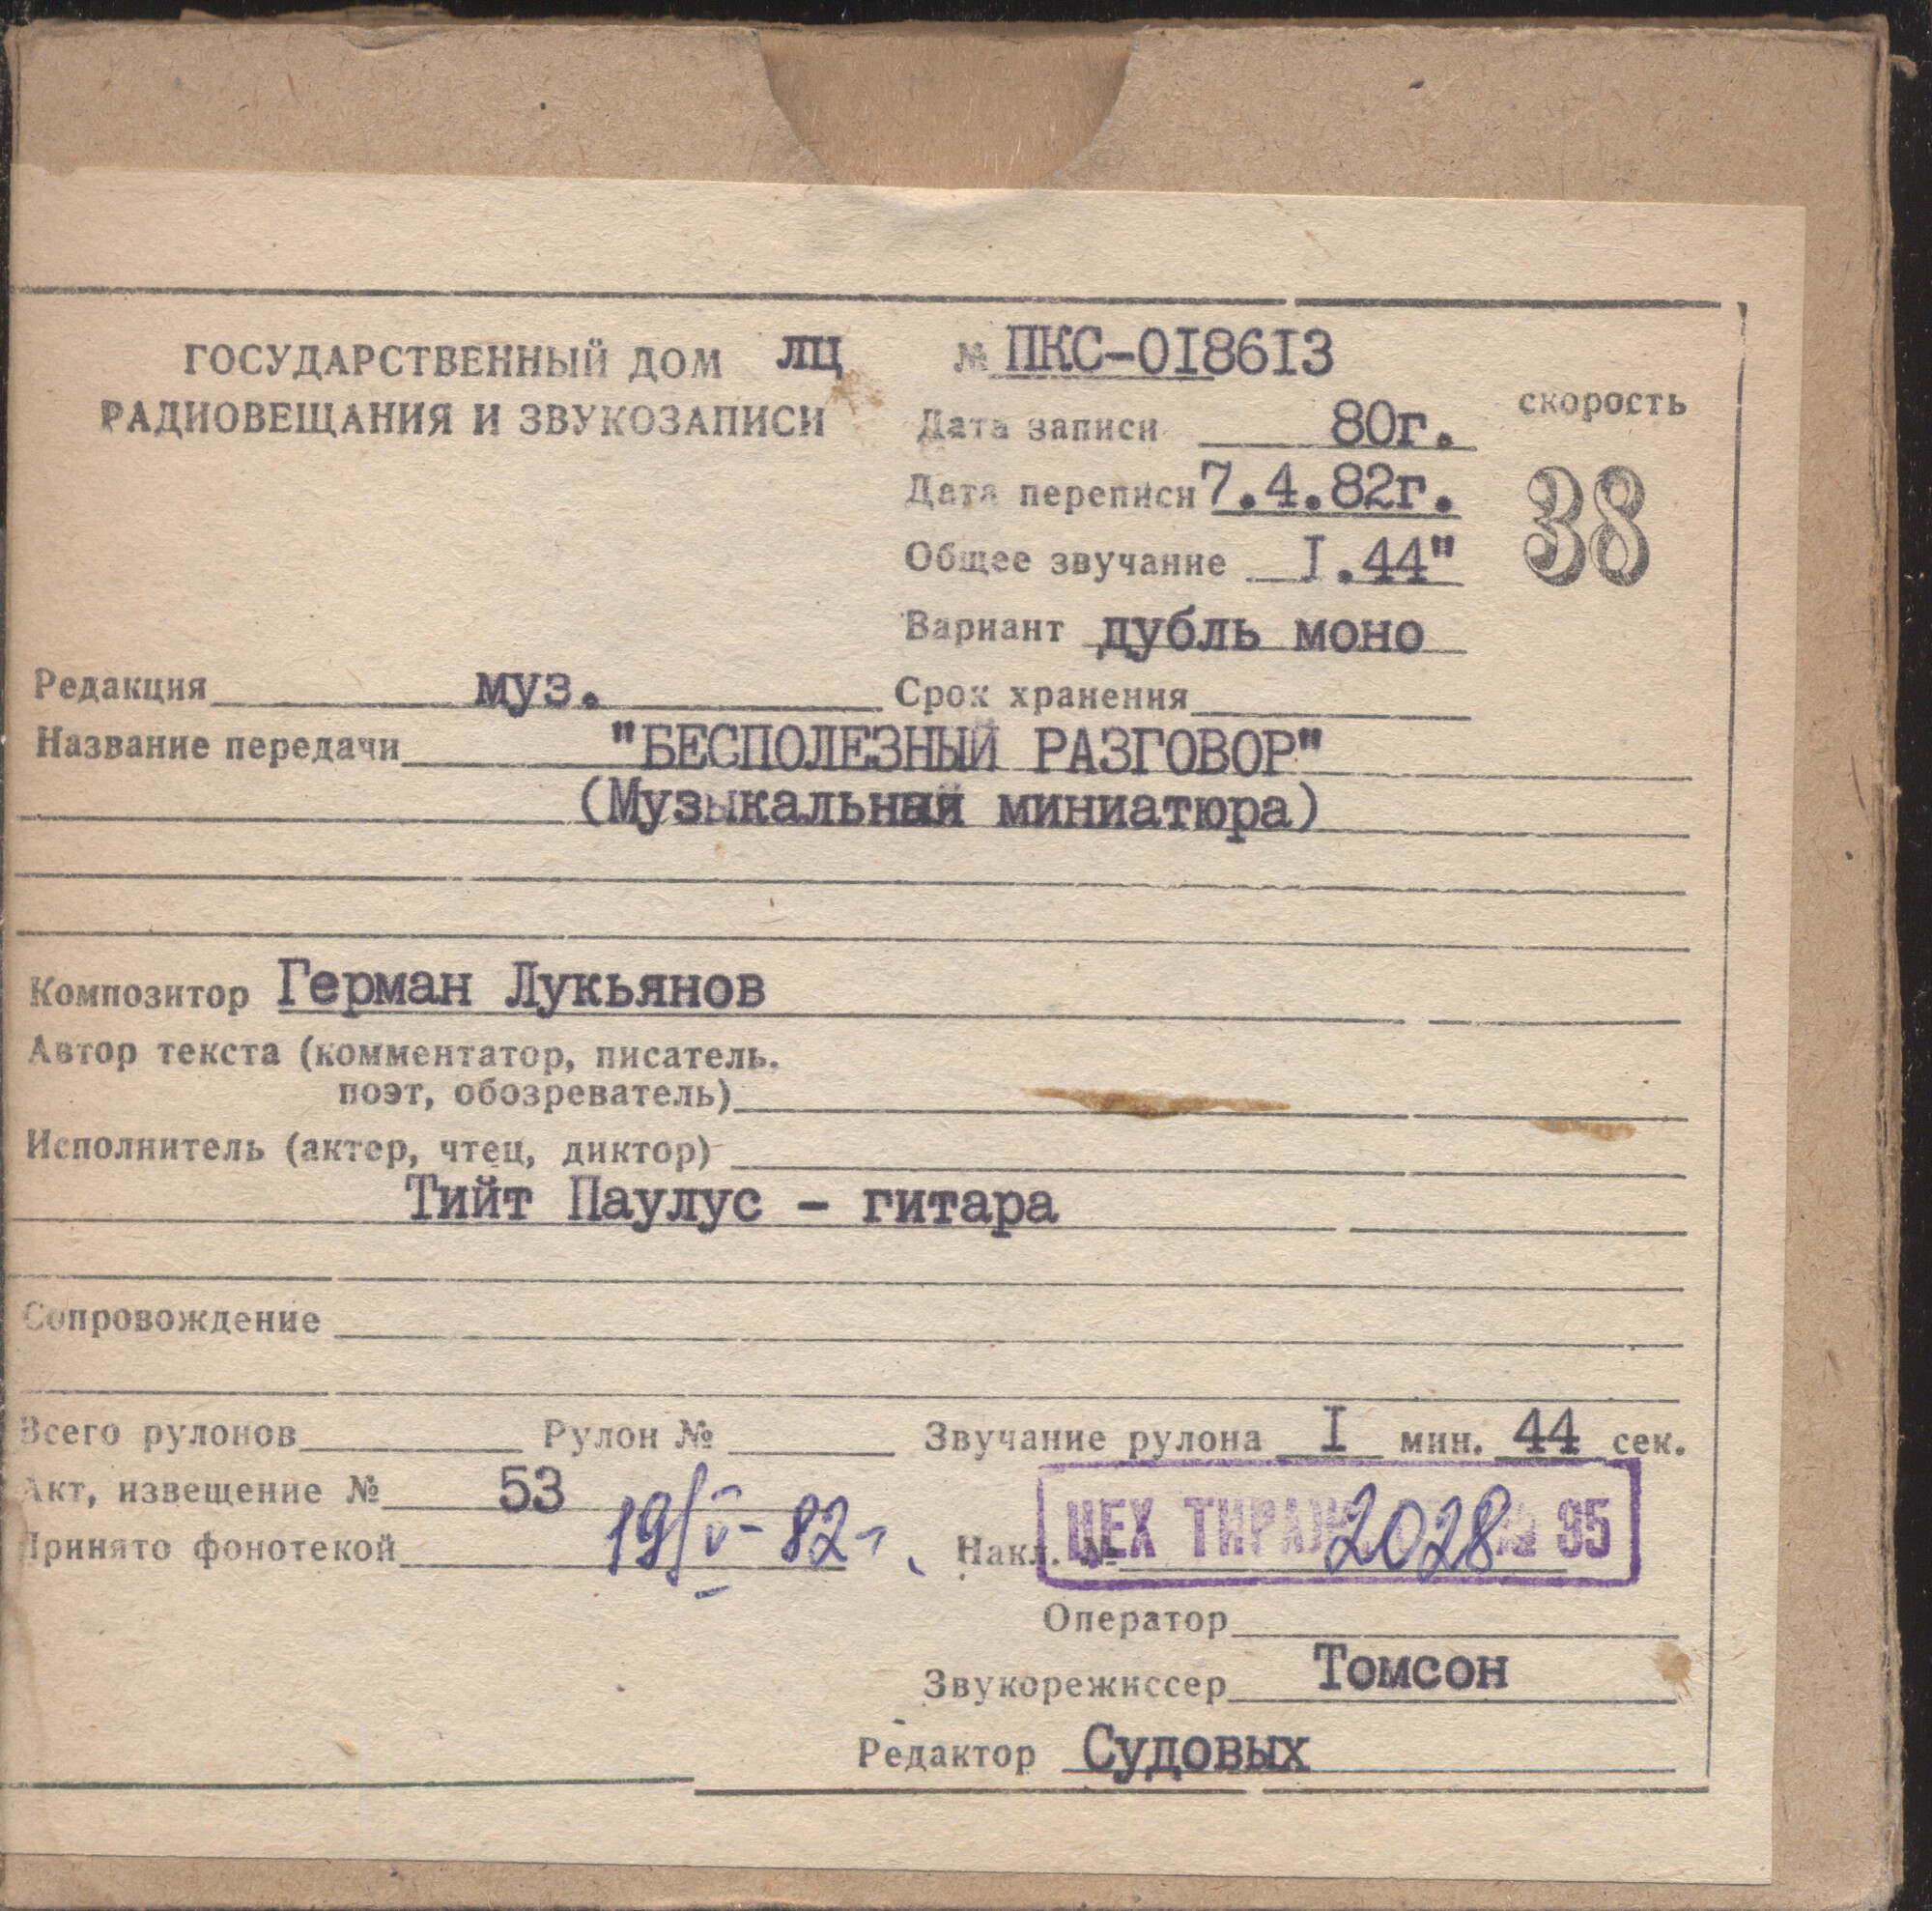 ГОСУДАРСТВЕННЫЙ ДОМ ЛЦ № ПКС-018613
РАДИОВЕЩАНИЯ И ЗВУКОЗАПИСИ
Дата записи 80г.
скорость
Дата переписи 7.4.82г.
38
Общее звучание I.44"
Вариант дубль моно
Редакция муз. Срок хранения
Название передачи "БЕСПОЛЕЗНЫЙ РАЗГОВОР"
(Музыкальная миниатюра)
Композитор Герман Лукьянов
Автор текста (комментатор, писатель.
поэт, обозреватель)
Исполнитель (актер, чтец, диктор)
Тийт Паулус - гитара
Сопровождение
Всего рулонов Рулон № Звучание рулона I мин. 44 сек.
Акт, извещение № 53
Принято фонотекой 19/V-82г. Накл. № 2028
ЦЕХ ТИРАЖ № 95
Оператор
Звукорежиссер Томсон
Редактор Судовых